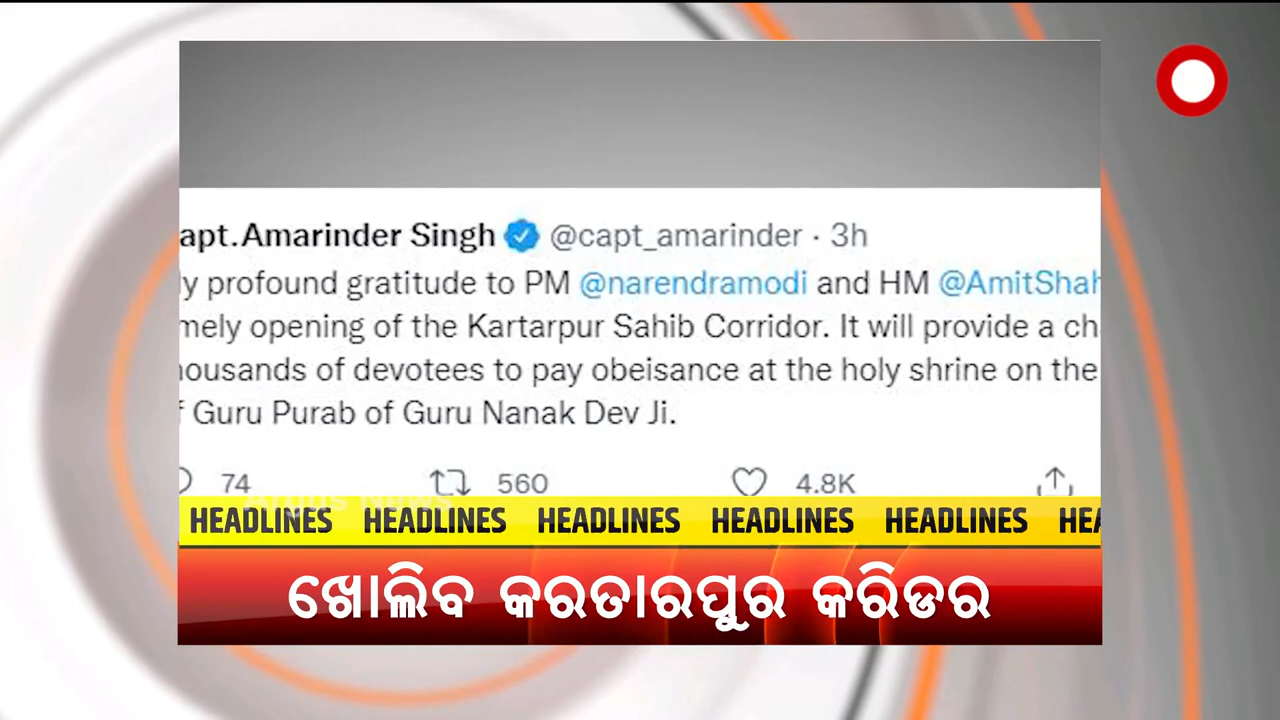 apt.Amarinder Singh @capt_amarinder · 3h
ly profound gratitude to PM @narendramodi and HM @AmitShah
mely opening of the Kartarpur Sahib Corridor. It will provide a ch
housands of devotees to pay obeisance at the holy shrine on the
f Guru Purab of Guru Nanak Dev Ji.
74 560 4.8K
Argus News
HEADLINES HEADLINES HEADLINES HEADLINES HEADLINES HEA
ଖୋଲିବ କରତାରପୁର କରିଡର